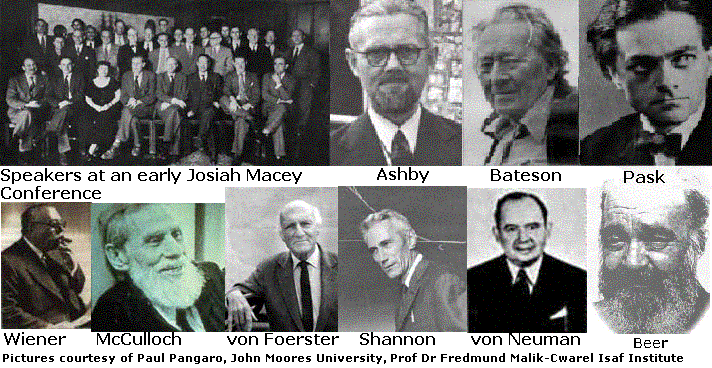 Speakers at an early Josiah Macey
Conference
Ashby
Bateson
Pask
Wiener
McCulloch
von Foerster
Shannon
von Neuman
Beer
Pictures courtesy of Paul Pangaro, John Moores University, Prof Dr Fredmund Malik-Cwarel Isaf Institute